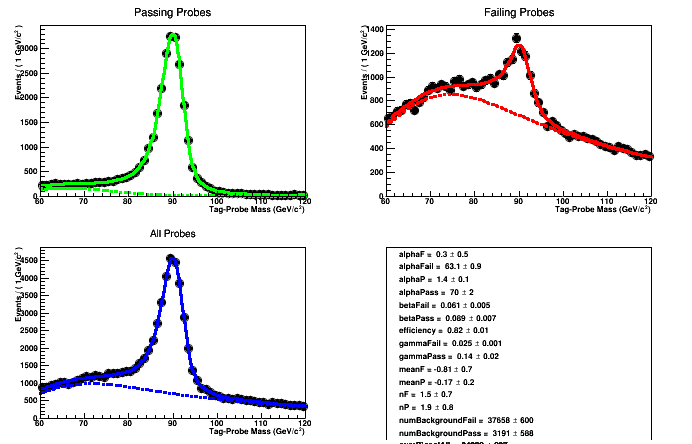 Passing Probes
Events / ( 1 GeV/c²)
3000
2500
2000
1500
1000
500
0
60 70 80 90 100 110 120
Tag-Probe Mass (GeV/c²)
Failing Probes
Events / ( 1 GeV/c²)
1400
1200
1000
800
600
400
200
0
60 70 80 90 100 110 120
Tag-Probe Mass (GeV/c²)
All Probes
Events / ( 1 GeV/c²)
4500
4000
3500
3000
2500
2000
1500
1000
500
0
60 70 80 90 100 110 120
Tag-Probe Mass (GeV/c²)
alphaF = 0.3 ± 0.5
alphaFail = 63.1 ± 0.9
alphaP = 1.4 ± 0.1
alphaPass = 70 ± 2
betaFail = 0.061 ± 0.005
betaPass = 0.089 ± 0.007
efficiency = 0.82 ± 0.01
gammaFail = 0.025 ± 0.001
gammaPass = 0.14 ± 0.02
meanF = -0.81 ± 0.7
meanP = -0.17 ± 0.2
nF = 1.5 ± 0.7
nP = 1.9 ± 0.8
numBackgroundFail = 37658 ± 600
numBackgroundPass = 3191 ± 588